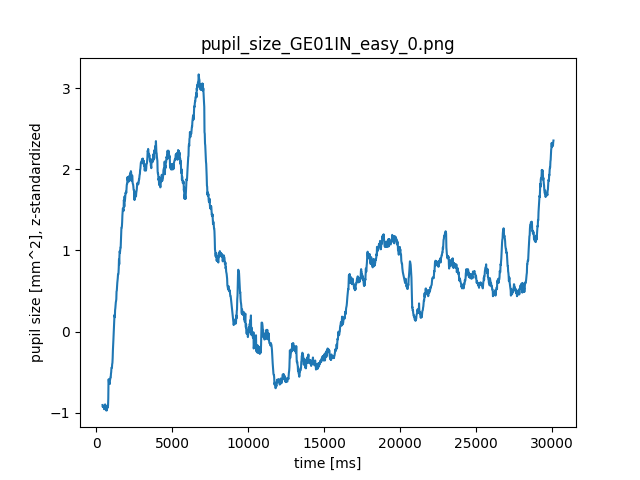 pupil_size_GE01IN_easy_0.png
pupil size [mm^2], z-standardized
3
2
1
0
−1
0 5000 10000 15000 20000 25000 30000
time [ms]